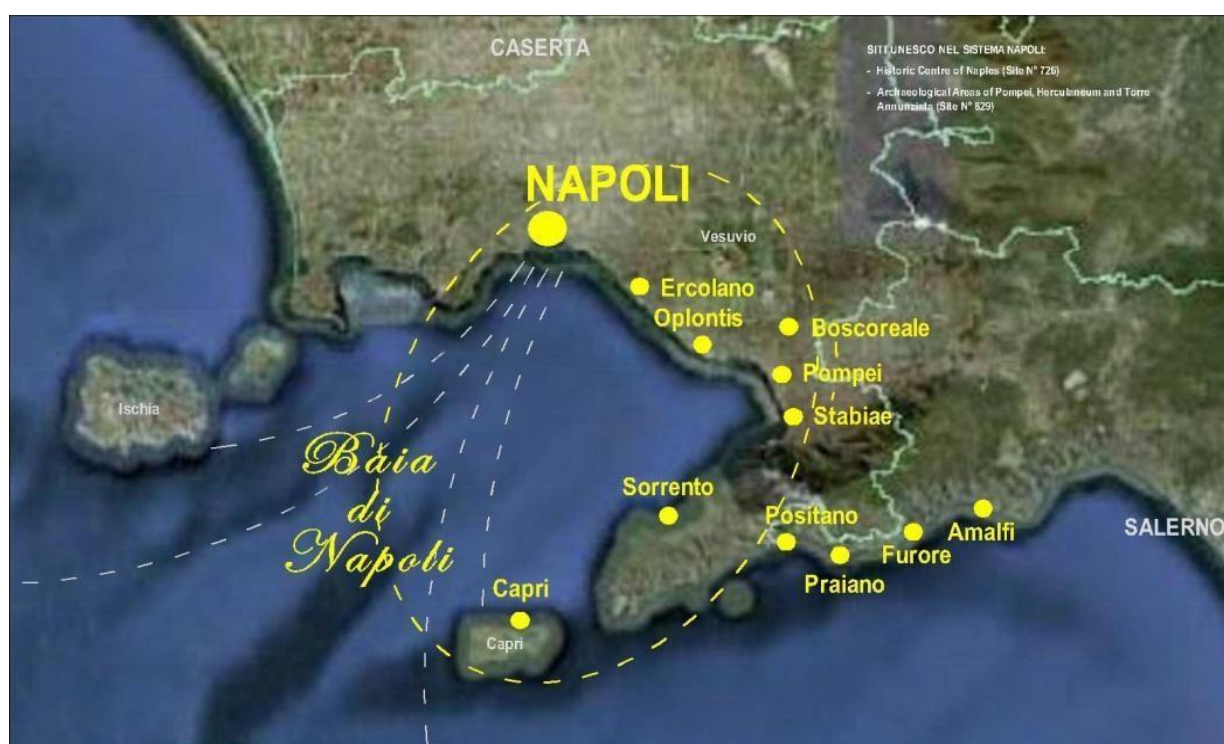 CASERTA
SITI UNESCO NEL SISTEMA NAPOLI:
- Historic Centre of Naples (Site N° 726)
- Archaeological Areas of Pompei, Herculaneum and Torre
Annunziata (Site N° 829)
NAPOLI
Vesuvio
Ercolano
Oplontis
Boscoreale
Pompei
Ischia
Stabiae
Baia
di
Napoli
Sorrento
Positano
Amalfi
SALERNO
Furore
Praiano
Capri
Capri